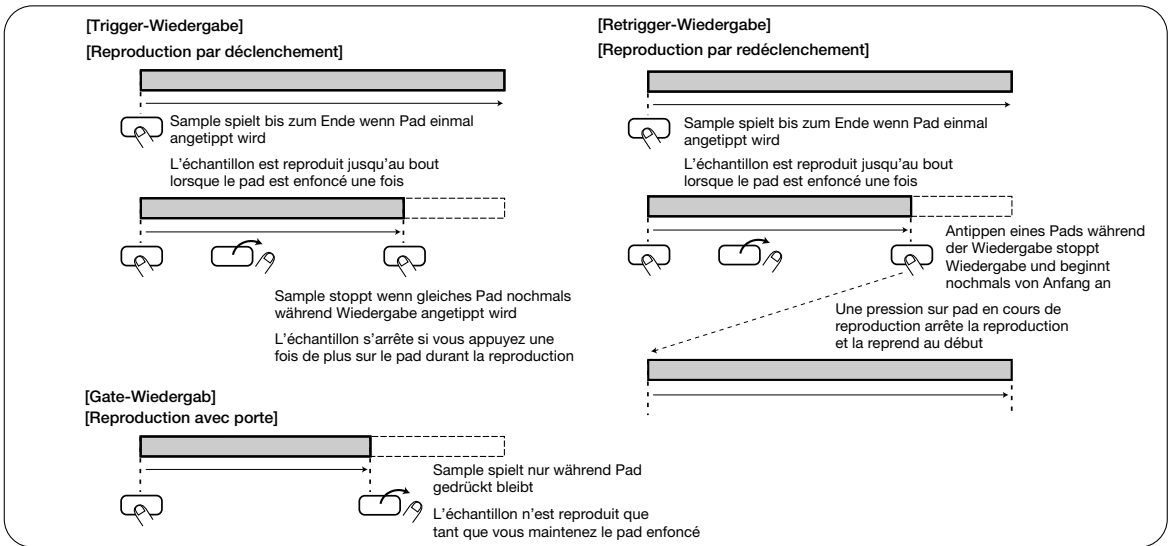 [Trigger-Wiedergabe]
[Reproduction par déclenchement]
Sample spielt bis zum Ende wenn Pad einmal
angetippt wird
L'échantillon est reproduit jusqu'au bout
lorsque le pad est enfoncé une fois
Sample stoppt wenn gleiches Pad nochmals
während Wiedergabe angetippt wird
L'échantillon s'arrête si vous appuyez une
fois de plus sur le pad durant la reproduction
[Gate-Wiedergab]
[Reproduction avec porte]
Sample spielt nur während Pad
gedrückt bleibt
L'échantillon n'est reproduit que
tant que vous maintenez le pad enfoncé
[Retrigger-Wiedergabe]
[Reproduction par redéclenchement]
Sample spielt bis zum Ende wenn Pad einmal
angetippt wird
L'échantillon est reproduit jusqu'au bout
lorsque le pad est enfoncé une fois
Antippen eines Pads während
der Wiedergabe stoppt
Wiedergabe und beginnt
nochmals von Anfang an
Une pression sur pad en cours de
reproduction arrête la reproduction
et la reprend au début